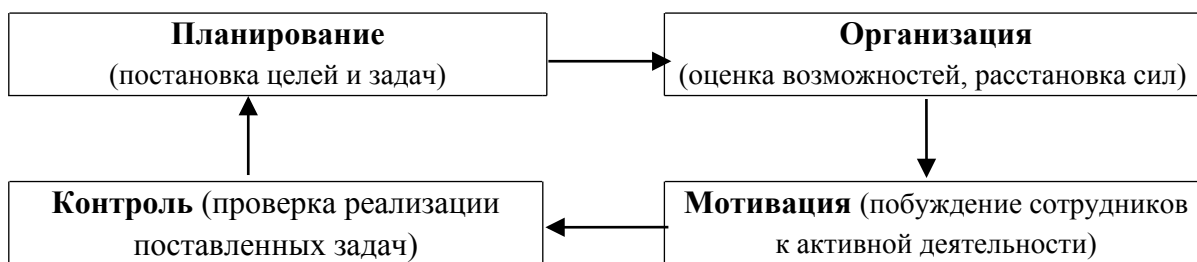 Планирование
(постановка целей и задач)
Организация
(оценка возможностей, расстановка сил)
Контроль (проверка реализации
поставленных задач)
Мотивация (побуждение сотрудников
к активной деятельности)